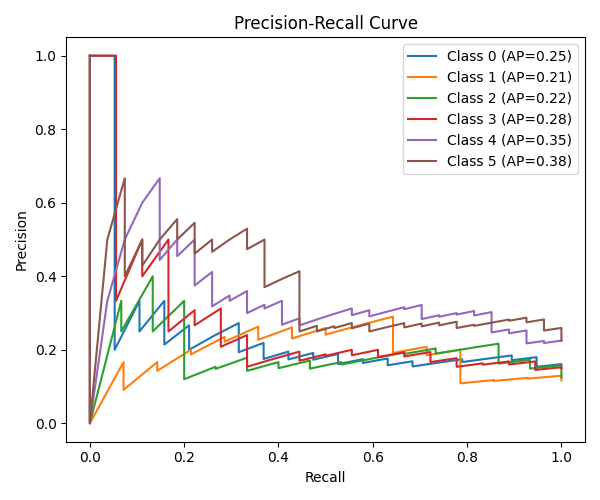 Precision-Recall Curve
Class 0 (AP=0.25)
Class 1 (AP=0.21)
Class 2 (AP=0.22)
Class 3 (AP=0.28)
Class 4 (AP=0.35)
Class 5 (AP=0.38)
Precision
1.0
0.8
0.6
0.4
0.2
0.0
0.0 0.2 0.4 0.6 0.8 1.0
Recall